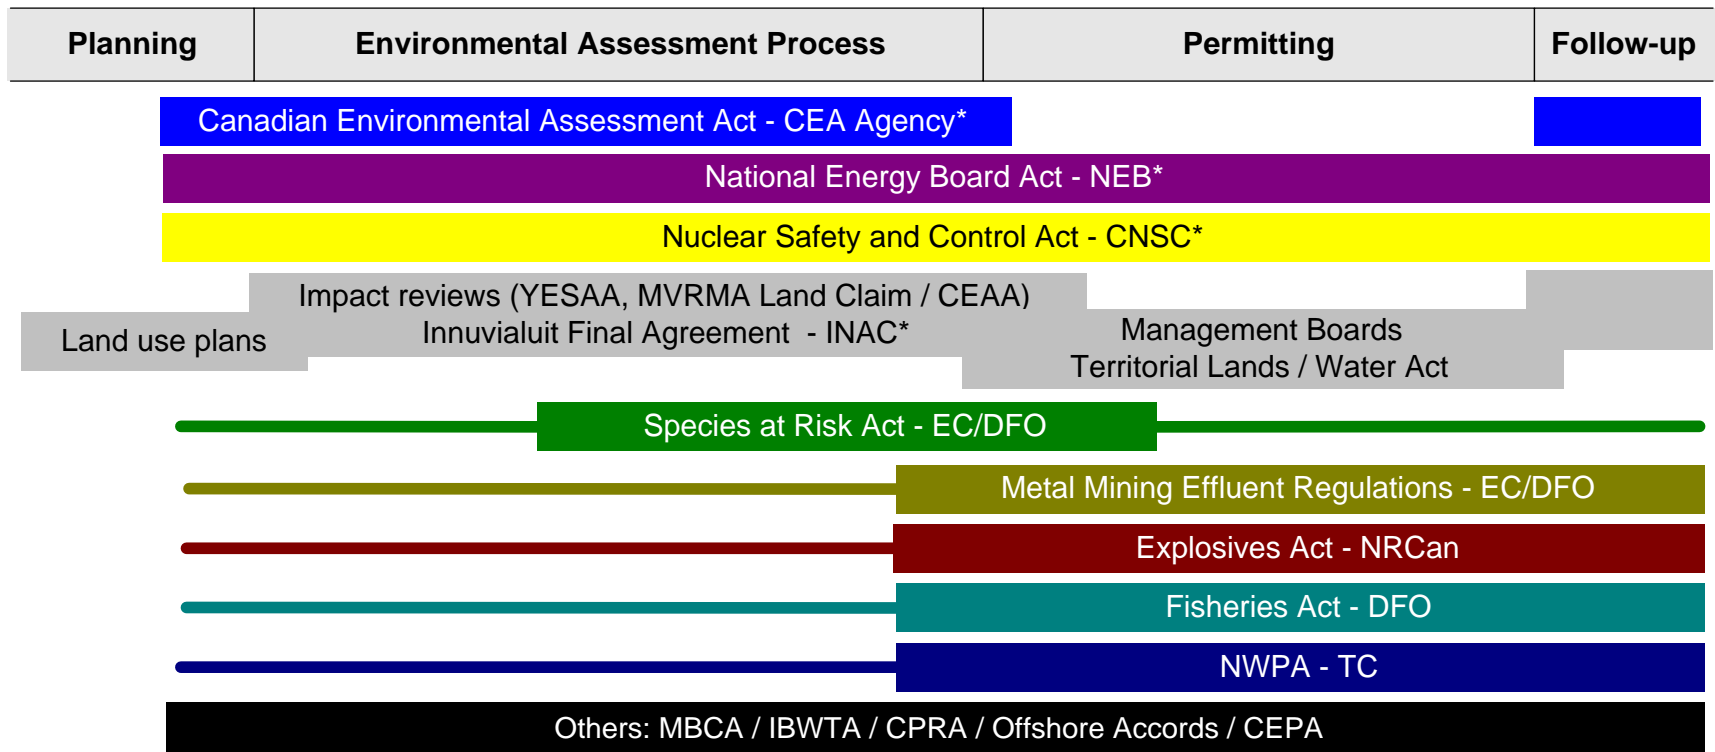 Planning
Environmental Assessment Process
Permitting
Follow-up
Canadian Environmental Assessment Act - CEA Agency*
National Energy Board Act - NEB*
Nuclear Safety and Control Act - CNSC*
Impact reviews (YESAA, MVRMA Land Claim / CEAA)
Innuvialuit Final Agreement - INAC*
Land use plans
Management Boards
Territorial Lands / Water Act
Species at Risk Act - EC/DFO
Metal Mining Effluent Regulations - EC/DFO
Explosives Act - NRCan
Fisheries Act - DFO
NWPA - TC
Others: MBCA / IBWTA / CPRA / Offshore Accords / CEPA